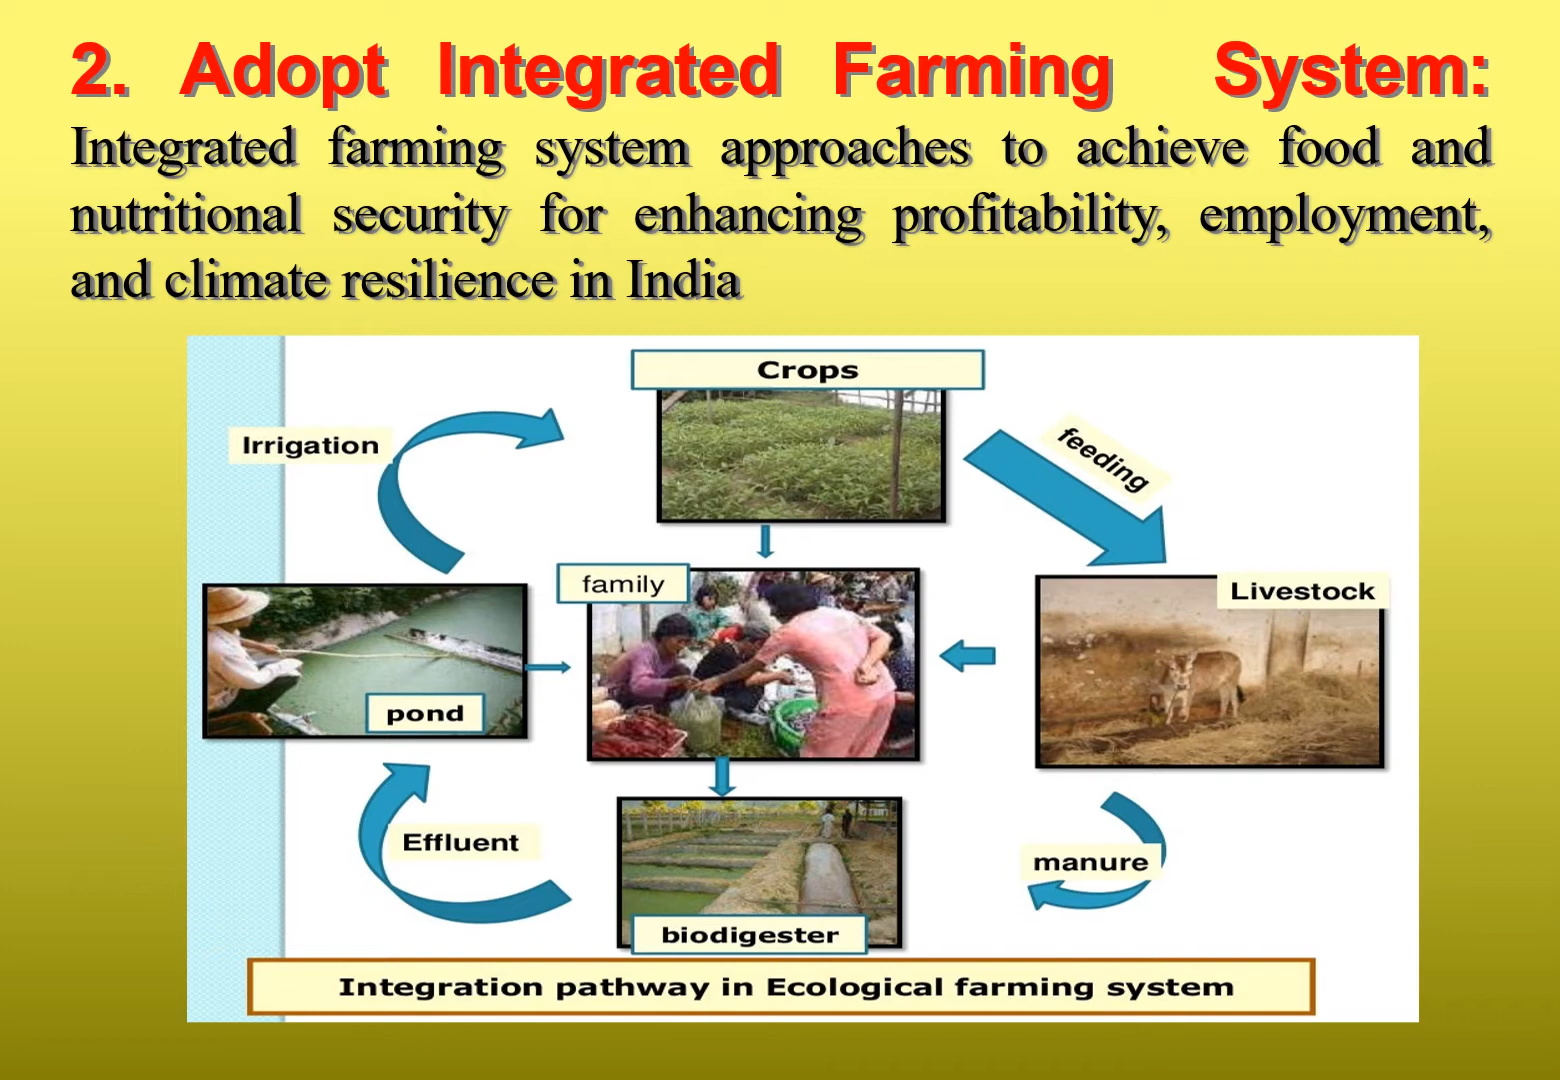 2. Adopt Integrated Farming System:
Integrated farming system approaches to achieve food and
nutritional security for enhancing profitability, employment,
and climate resilience in India
Crops
Irrigation
feeding
family
Livestock
pond
Effluent
manure
biodigester
Integration pathway in Ecological farming system